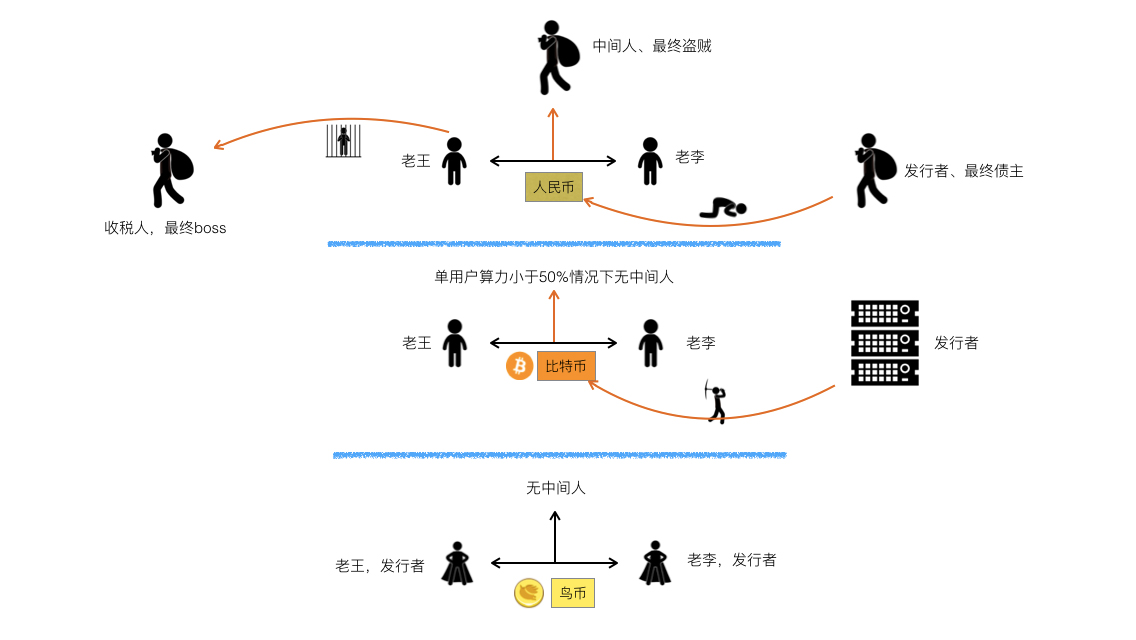 中间人、最终盗贼
老王
老李
人民币
发行者、最终债主
收税人，最终boss
单用户算力小于50%情况下无中间人
老王
老李
发行者
比特币
无中间人
老王，发行者
老李，发行者
鸟币